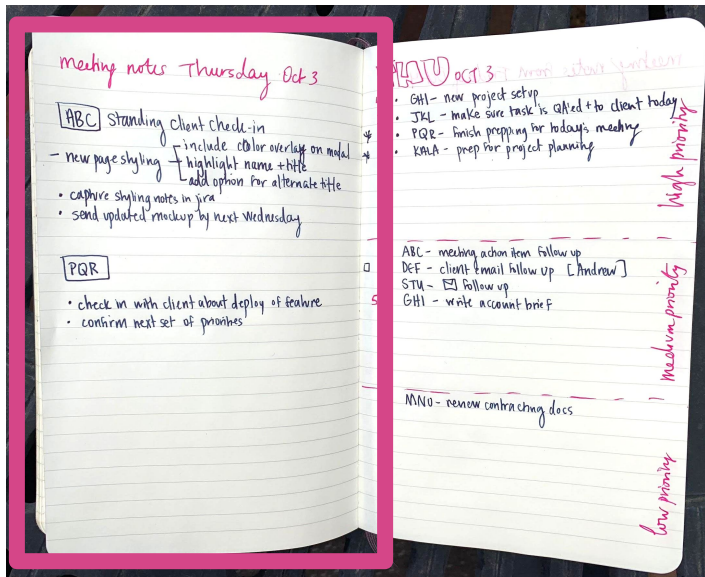 meeting notes Thursday Oct 3
ABC Standing client check-in
- new page styling - include color overlay on modal
highlight name + title
add option for alternate title
• capture styling notes in jira
• send updated mockup by next Wednesday
PQR
• check in with client about deploy of feature
• confirm next set of priorities
THU OCT 3
• GHI - new project setup
• JKL - make sure task is QA'ed + to client today
• PQR - finish prepping for today's meeting
• KALA - prep for project planning
high priority
ABC - meeting action item follow up
DEF - client email follow up [Andrew]
STU - follow up
GHI - write account brief
medium priority
MNO - review contracting docs
low priority